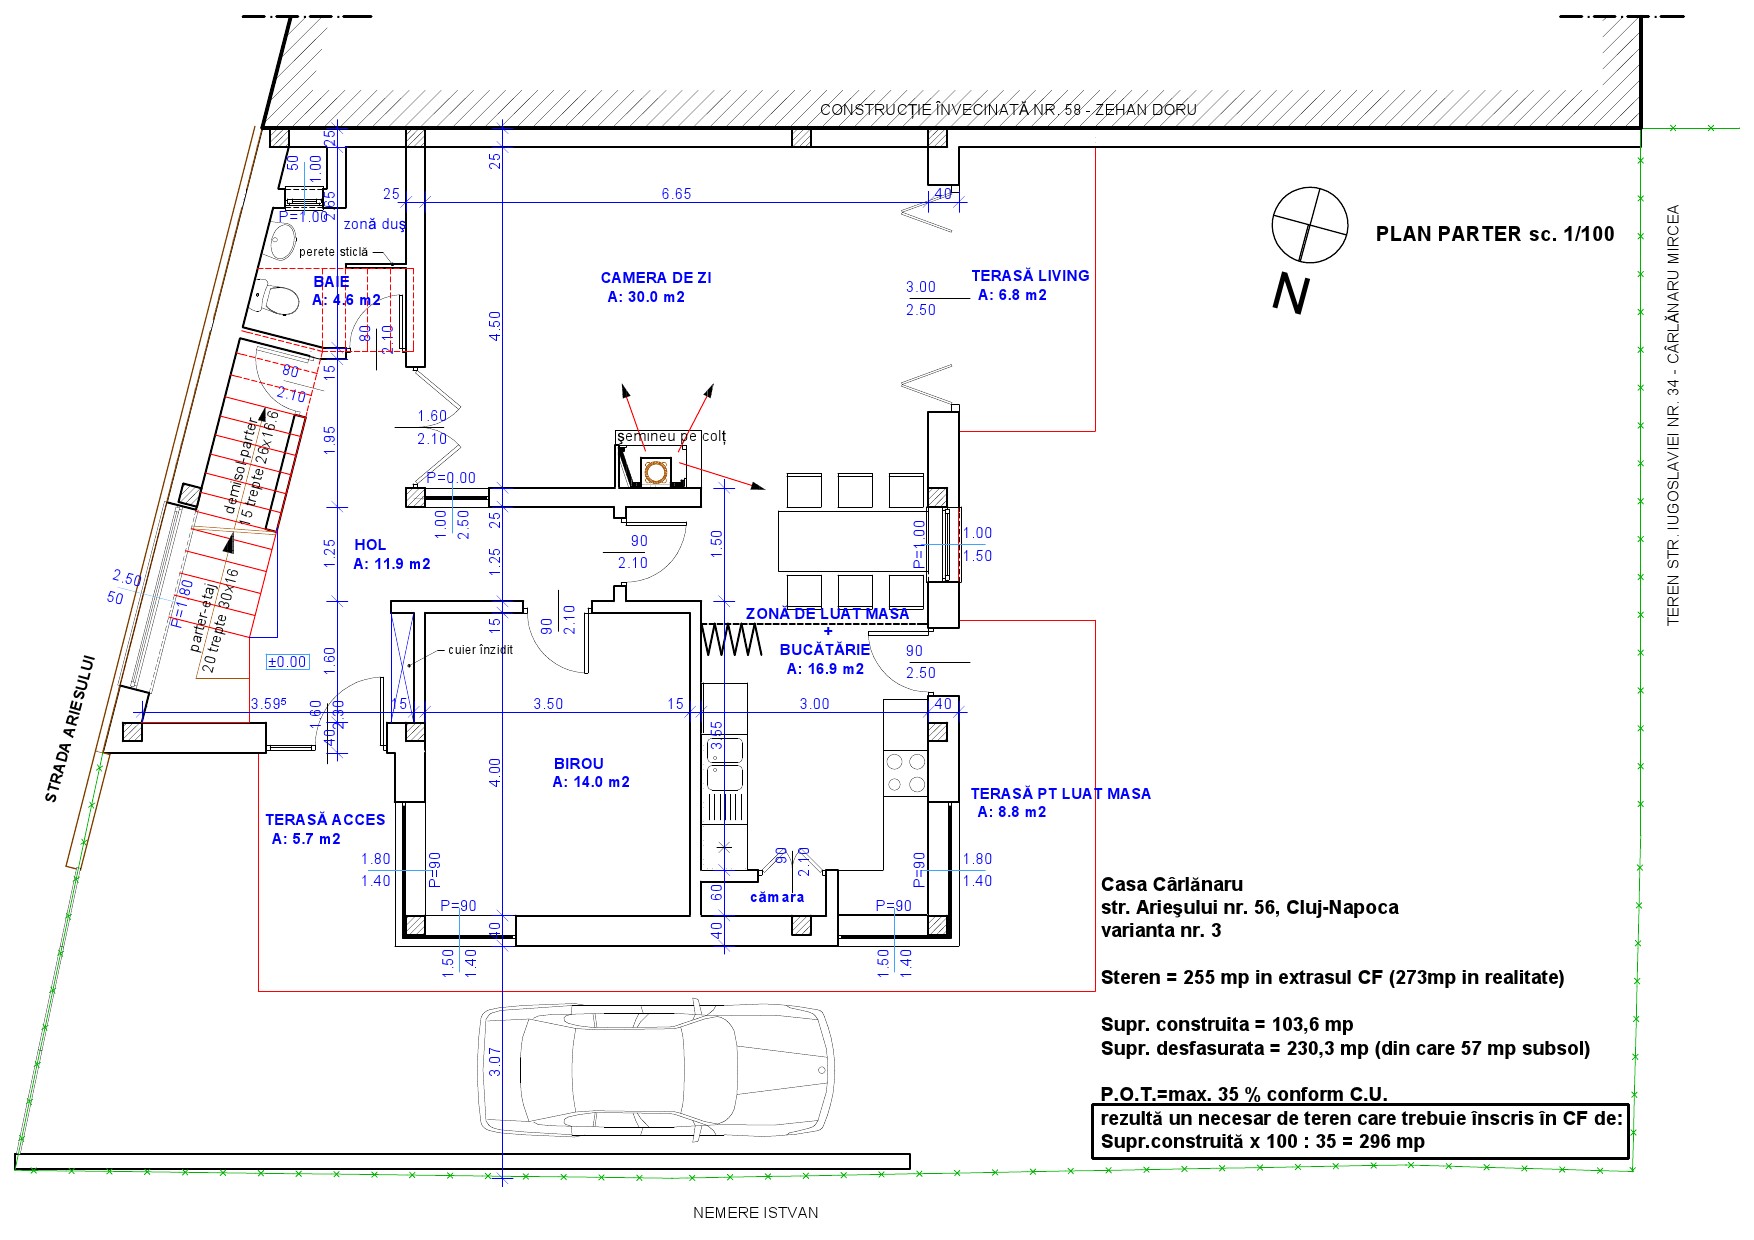 CONSTRUCȚIE ÎNVECINATĂ NR. 58 - ZEHAN DORU
25
50
1.00
25
2.65
P=1.00
zonă duş
25
6.65
40
perete sticlă
BAIE
A: 4.6 m2
80
2.10
CAMERA DE ZI
A: 30.0 m2
4.50
3.00
2.50
TERASĂ LIVING
A: 6.8 m2
N
PLAN PARTER sc. 1/100
TEREN STR. IUGOSLAVIEI NR. 34 - CÂRLĂNARU MIRCEA
80
2.10
15
1.95
demisol-parter
15 trepte 26x16.6
1.60
2.10
şemineu pe colț
P=0.00
1.00
2.50
25
1.25
1.25
HOL
A: 11.9 m2
90
2.10
1.50
P=1.00
1.00
1.50
2.50
50
P=1.80
parter-etaj
20 trepte 30x16
90
2.10
15
ZONĂ DE LUAT MASA
+
BUCĂTĂRIE
A: 16.9 m2
90
2.50
cuier înzidit
±0.00
1.60
STRADA ARIESULUI
3.59⁵
15
3.50
15
3.00
40
1.60
2.30
40
3.55
4.00
BIROU
A: 14.0 m2
TERASĂ ACCES
A: 5.7 m2
TERASĂ PT LUAT MASA
A: 8.8 m2
1.80
1.40
P=90
90
2.10
P=90
1.80
1.40
60
cămara
P=90
P=90
40
40
1.50
1.40
1.50
1.40
3.07
Casa Cârlănaru
str. Arieşului nr. 56, Cluj-Napoca
varianta nr. 3
Steren = 255 mp in extrasul CF (273mp in realitate)
Supr. construita = 103,6 mp
Supr. desfasurata = 230,3 mp (din care 57 mp subsol)
P.O.T.=max. 35 % conform C.U.
rezultă un necesar de teren care trebuie înscris în CF de:
Supr.construită x 100 : 35 = 296 mp
NEMERE ISTVAN